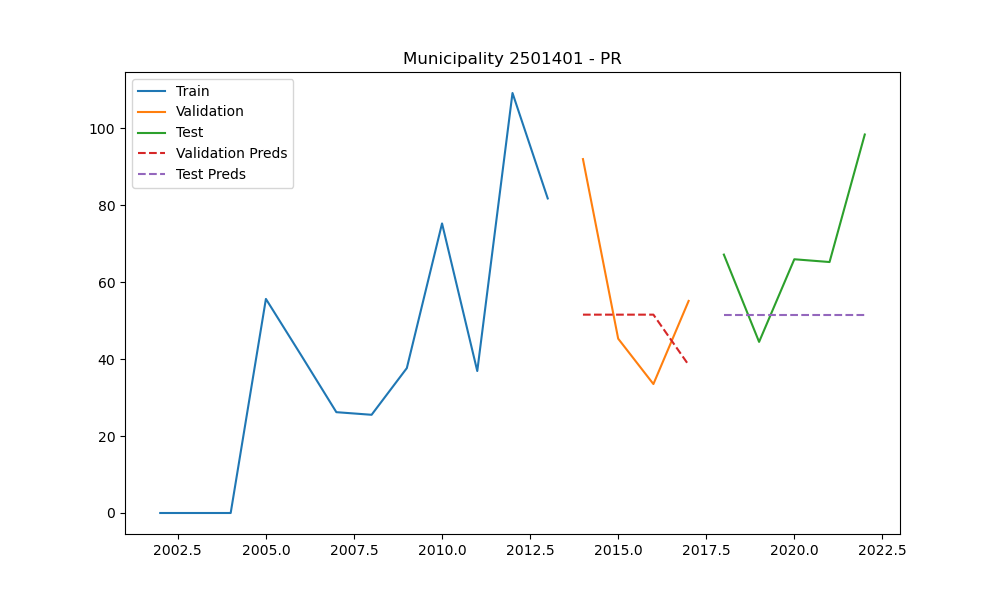 Municipality 2501401 - PR
Train
Validation
Test
Validation Preds
Test Preds
100
80
60
40
20
0
2002.5 2005.0 2007.5 2010.0 2012.5 2015.0 2017.5 2020.0 2022.5